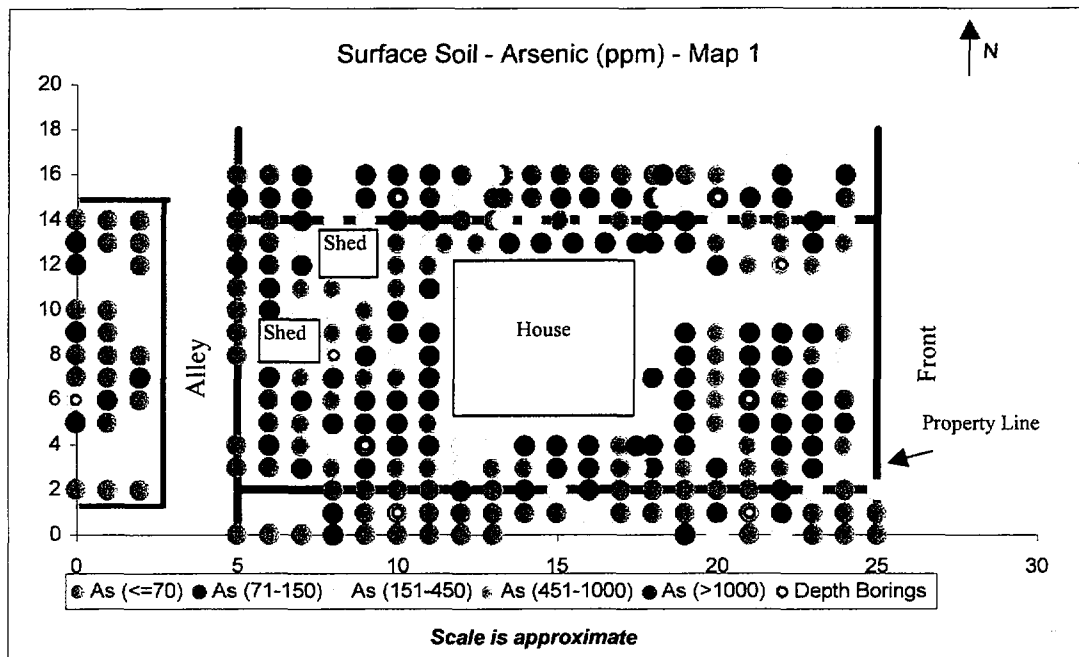 Surface Soil - Arsenic (ppm) - Map 1
N
20
18
16
14
12
10
8
6
4
2
0
Shed
Shed
House
Alley
Front
Property Line
0 5 10 15 20 25 30
As (<=70) As (71-150) As (151-450) As (451-1000) As (>1000) Depth Borings
Scale is approximate